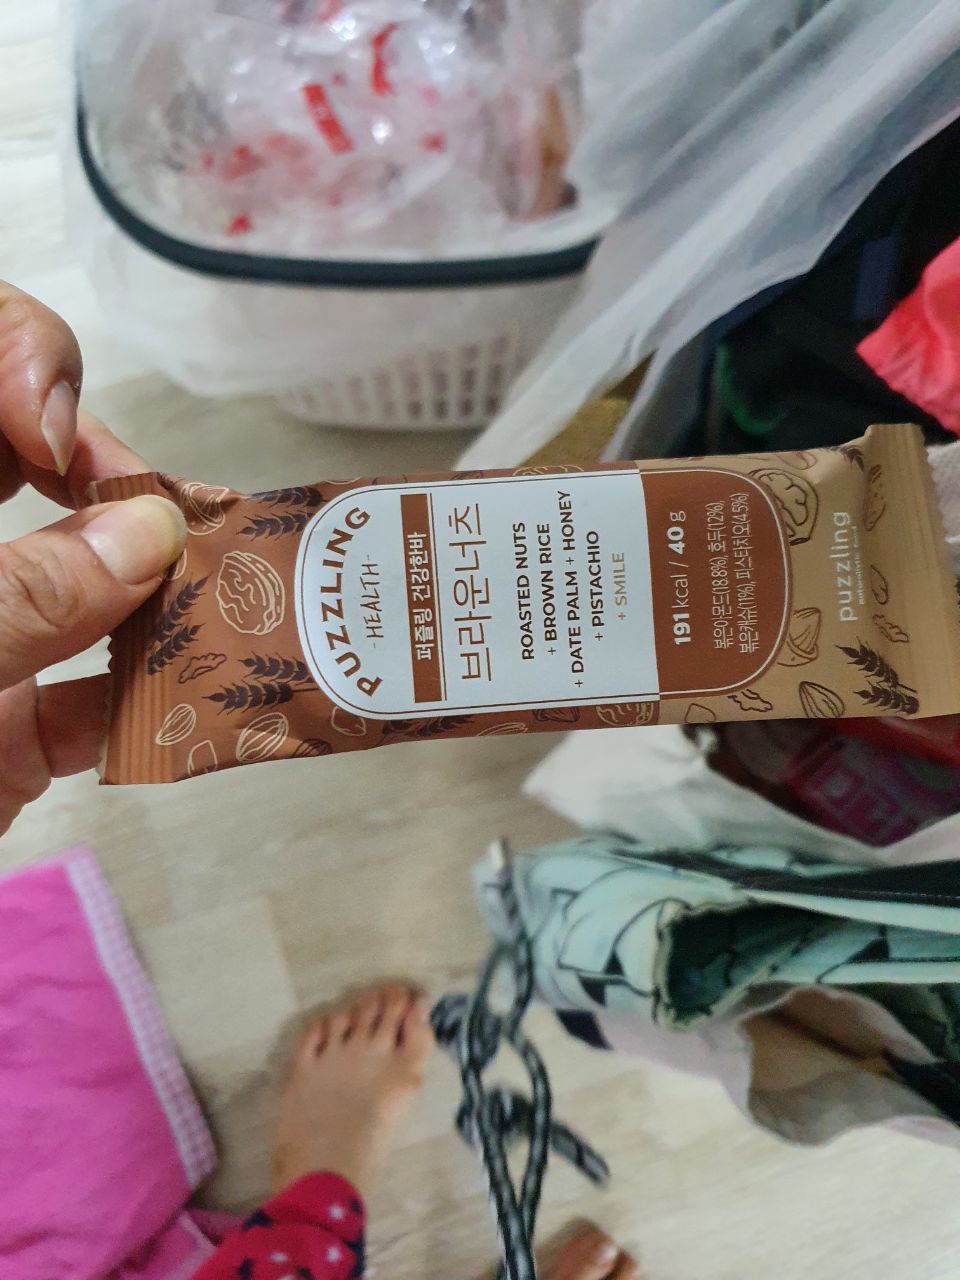 PUZZLING
-HEALTH-
퍼즐링 건강한바
브라운너츠
ROASTED NUTS
+ BROWN RICE
+ DATE PALM + HONEY
+ PISTACHIO
+ SMILE
191 kcal / 40 g
볶은아몬드(18.8%), 호두(12%),
볶은캐슈(11%), 피스타치오(4.5%)
puzzling